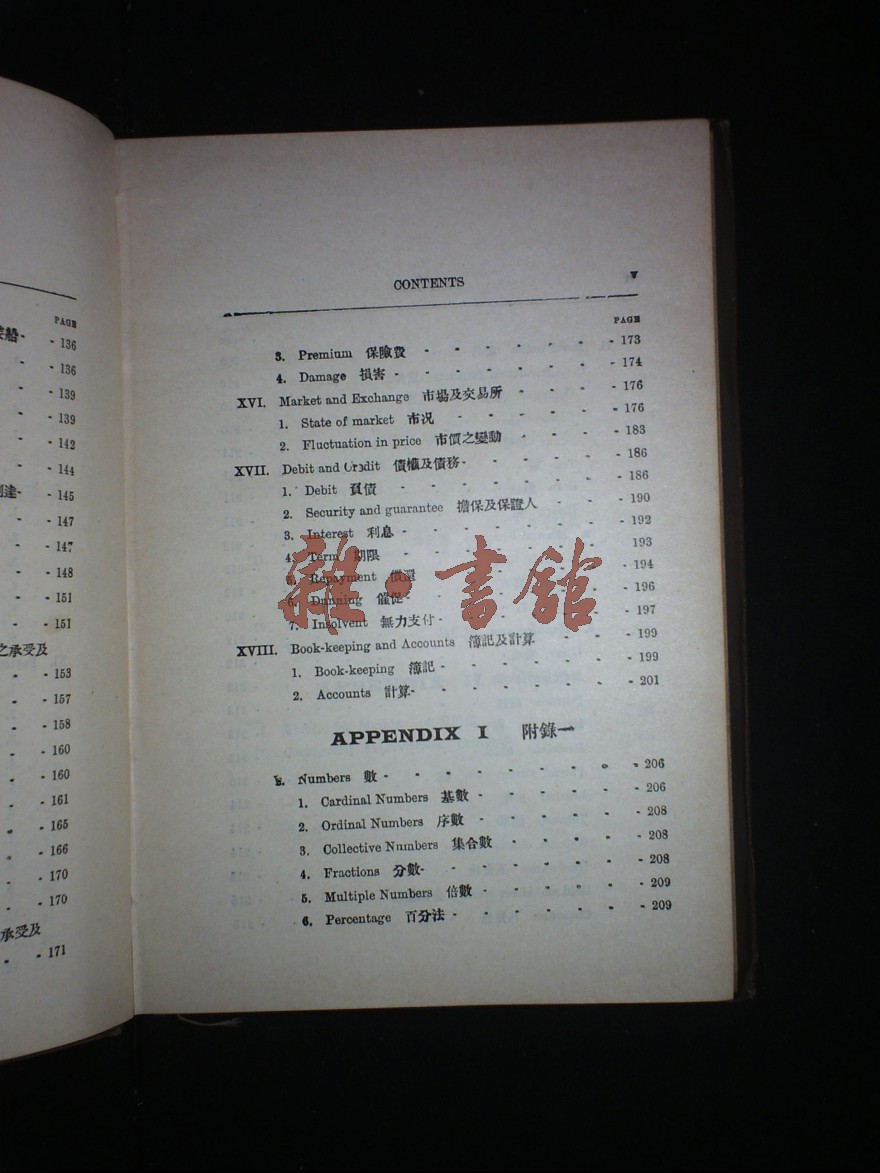 PAGE
136
136
139
139
142
144
145
147
147
148
151
151
之承受及
153
157
158
160
160
161
165
166
170
170
承受及
171
CONTENTS v
PAGE
3. Premium 保險費 - - - - - - - 173
4. Damage 損害 - - - - - - - - 174
XVI. Market and Exchange 市場及交易所 - - - - 176
1. State of market 市况 - - - - - - 176
2. Fluctuation in price 市價之變動 - - - - 183
XVII. Debit and Credit 債權及債務 - - - - - 186
1. Debit 負債 - - - - - - - 186
2. Security and guarantee 擔保及保證人 - - - 190
3. Interest 利息 - - - - - - - 192
4. Term 期限 - - - - - - - 193
5. Repayment 償還 - - - - - - 194
6. Dunning 催促 - - - - - - - 196
7. Insolvent 無力支付 - - - - - - 197
XVIII. Book-keeping and Accounts 簿記及計算 - - - 199
1. Book-keeping 簿記 - - - - - - 199
2. Accounts 計算 - - - - - - - 201
雜·書館
APPENDIX I 附錄一
Numbers 數 - - - - - - - - 206
1. Cardinal Numbers 基數 - - - - - - 206
2. Ordinal Numbers 序數 - - - - - - 208
3. Collective Numbers 集合數 - - - - - 208
4. Fractions 分數 - - - - - - - 208
5. Multiple Numbers 倍數 - - - - - - 209
6. Percentage 百分法 - - - - - - - 209